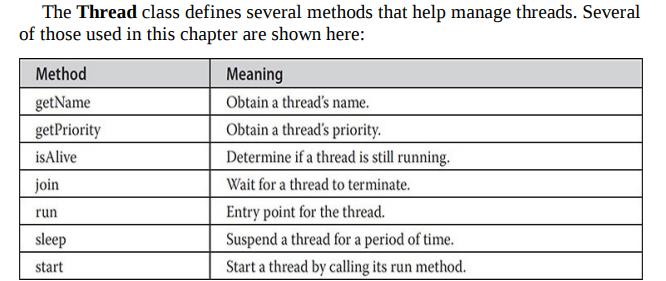 The Thread class defines several methods that help manage threads. Several
of those used in this chapter are shown here:
Method Meaning
getName Obtain a thread's name.
getPriority Obtain a thread's priority.
isAlive Determine if a thread is still running.
join Wait for a thread to terminate.
run Entry point for the thread.
sleep Suspend a thread for a period of time.
start Start a thread by calling its run method.